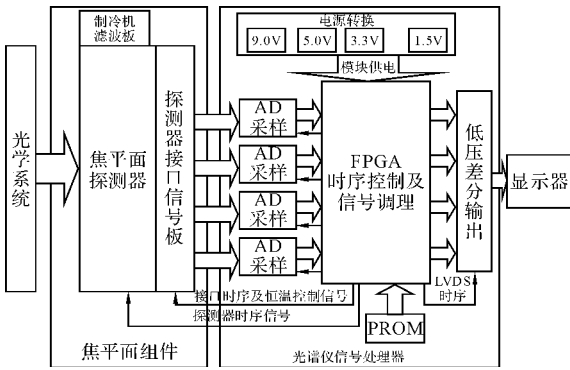 制冷机
滤波板
电源转换
9.0V 5.0V 3.3V 1.5V
模块供电
光学系统
焦平面
探测器
探测器接口信号板
AD
采样
AD
采样
AD
采样
AD
采样
FPGA
时序控制及
信号调理
低压差分输出
显示器
接口时序及恒温控制信号
探测器时序信号
LVDS
时序
PROM
焦平面组件
光谱仪信号处理器